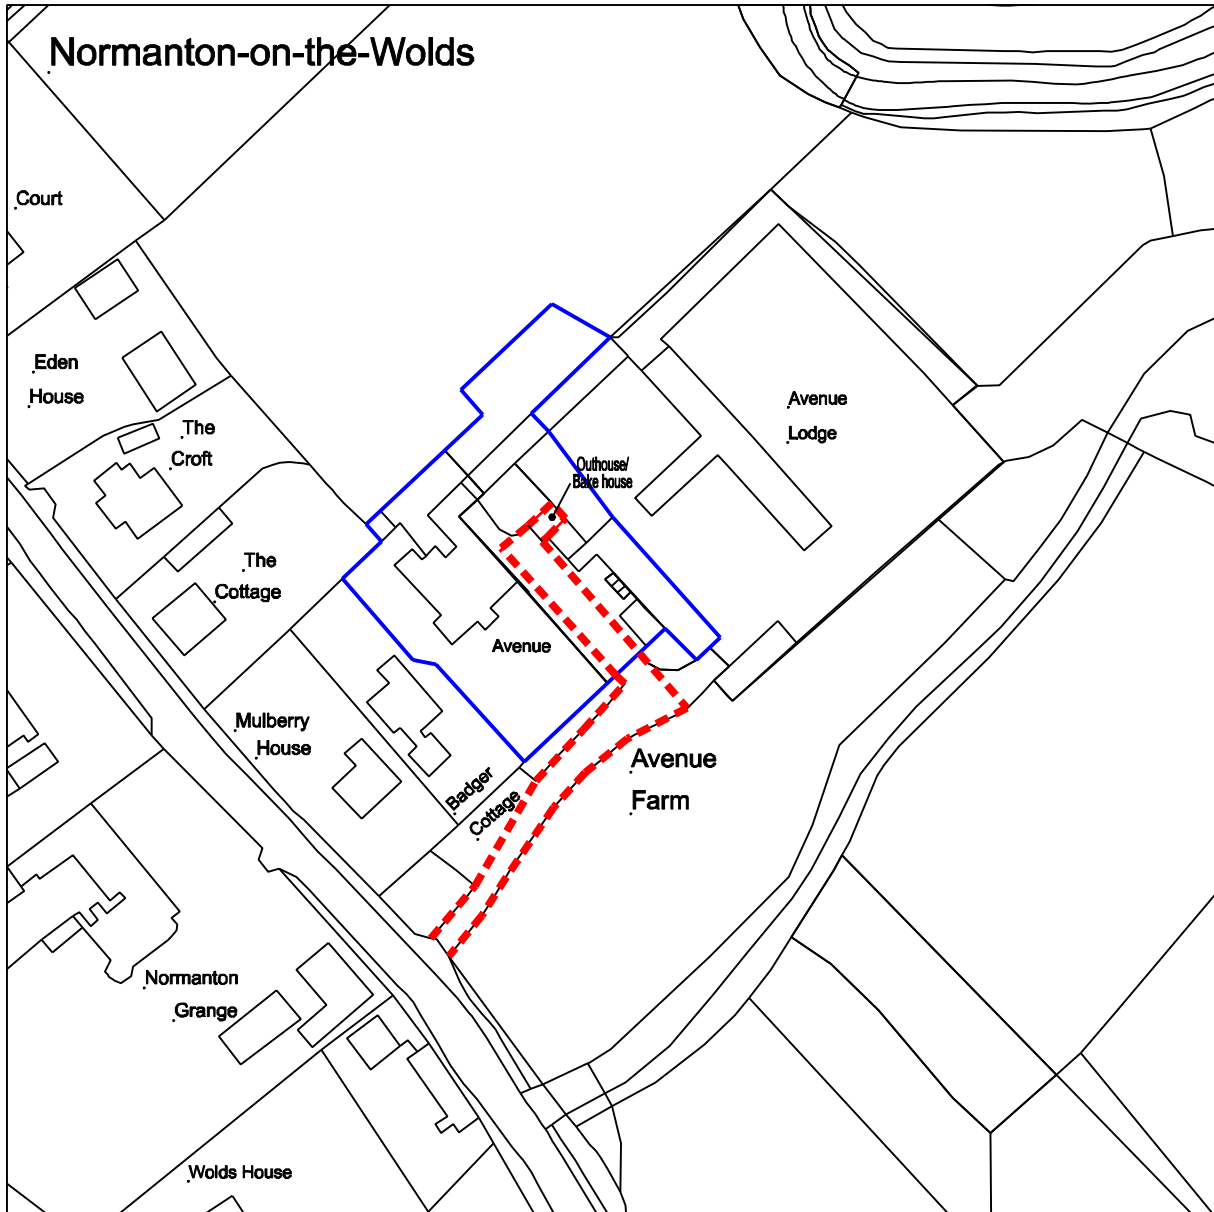 Normanton-on-the-Wolds
Court
Eden
House
The
Croft
The
Cottage
Avenue
Lodge
Outhouse/
Bake house
Avenue
Mulberry
House
Badger
Cottage
Avenue
Farm
Normanton
Grange
Wolds House